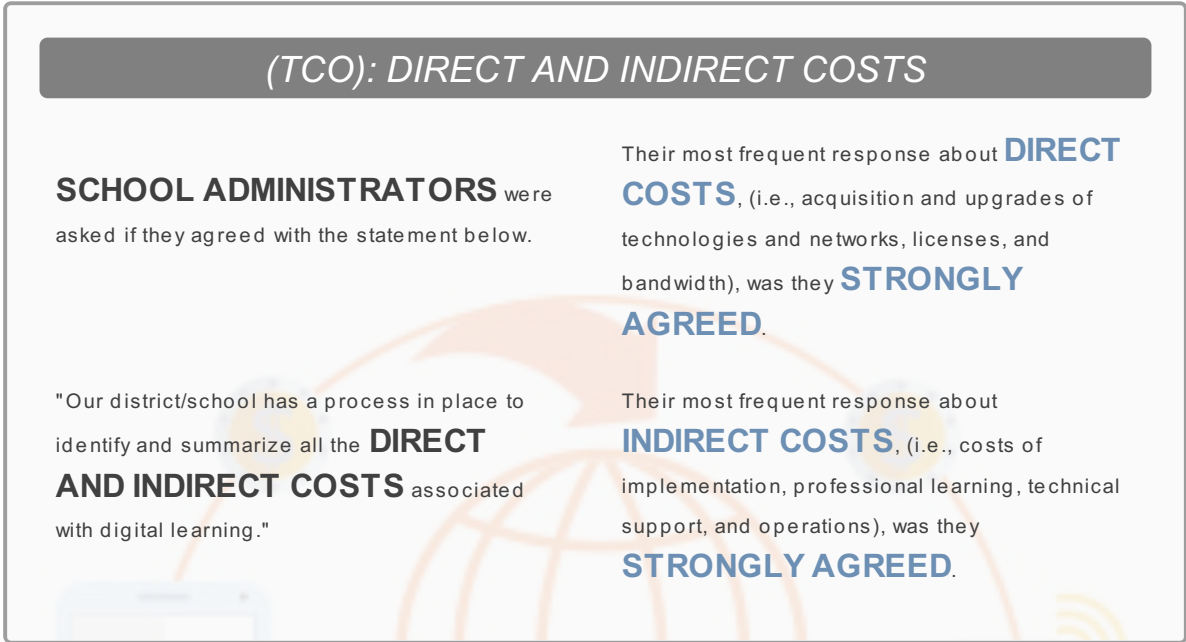 (TCO): DIRECT AND INDIRECT COSTS
SCHOOL ADMINISTRATORS were
asked if they agreed with the statement below.
"Our district/school has a process in place to
identify and summarize all the DIRECT
AND INDIRECT COSTS associated
with digital learning."
Their most frequent response about DIRECT
COSTS, (i.e., acquisition and upgrades of
technologies and networks, licenses, and
bandwidth), was they STRONGLY
AGREED.
Their most frequent response about
INDIRECT COSTS, (i.e., costs of
implementation, professional learning, technical
support, and operations), was they
STRONGLY AGREED.